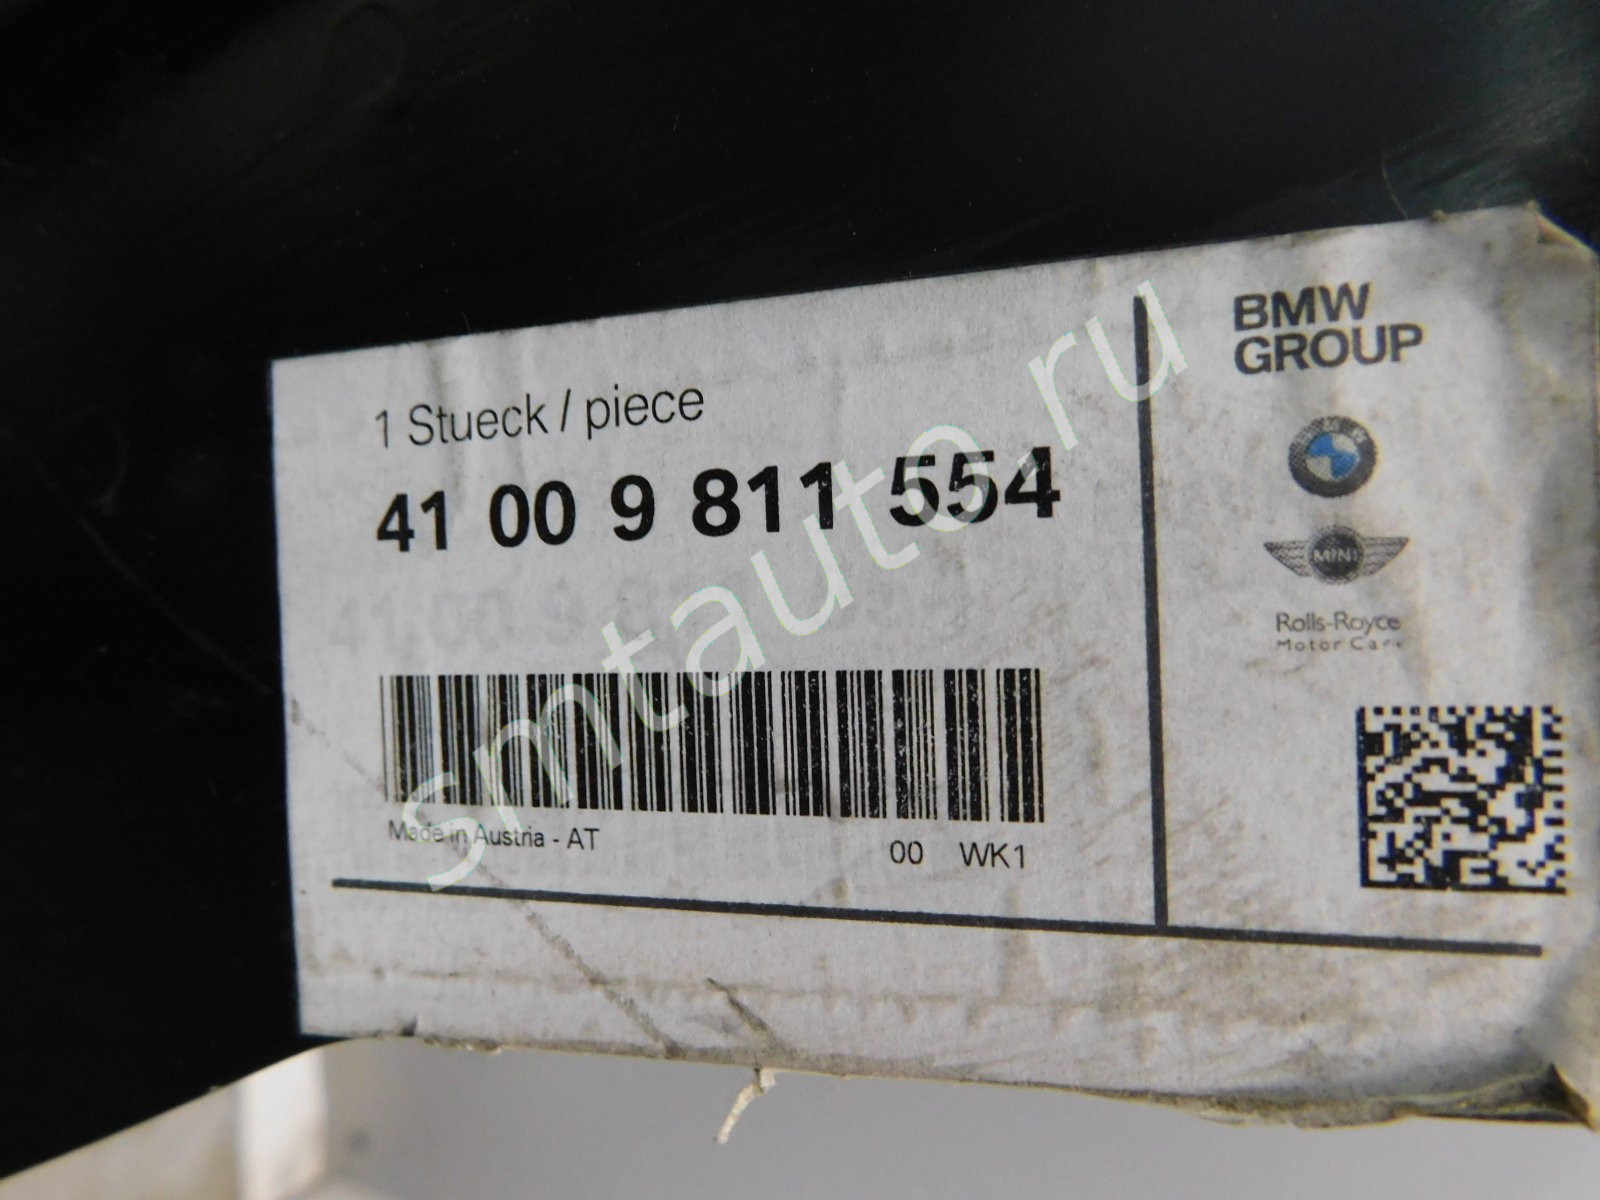 1 Stueck / piece
41 00 9 811 554
Made in Austria - AT
00 WK1
BMW
GROUP
MINI
Rolls-Royce
Motor Cars
smtauto.ru